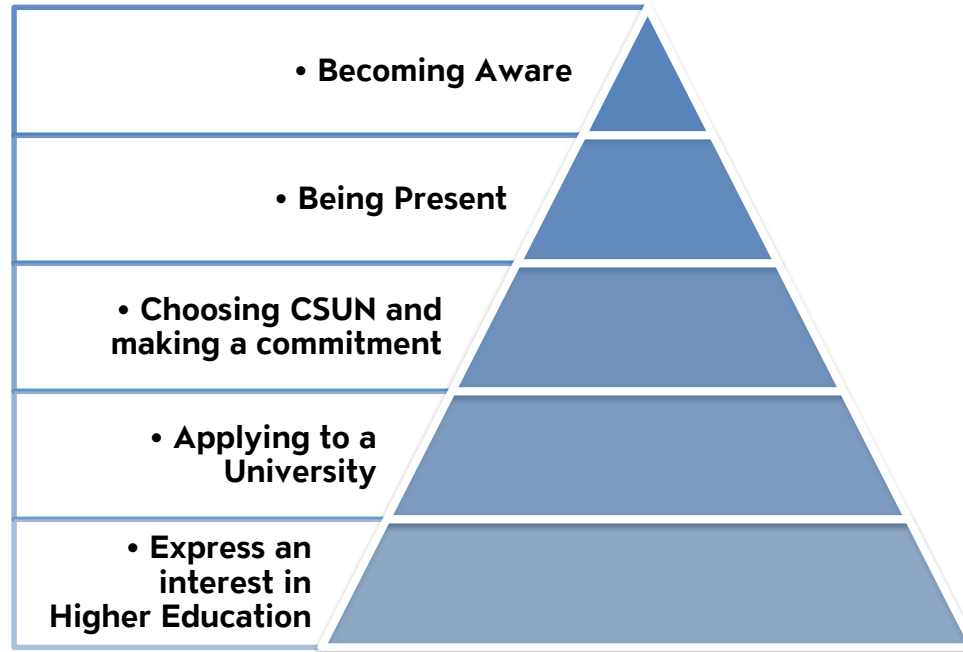 • Becoming Aware
• Being Present
• Choosing CSUN and
making a commitment
• Applying to a
University
• Express an
interest in
Higher Education